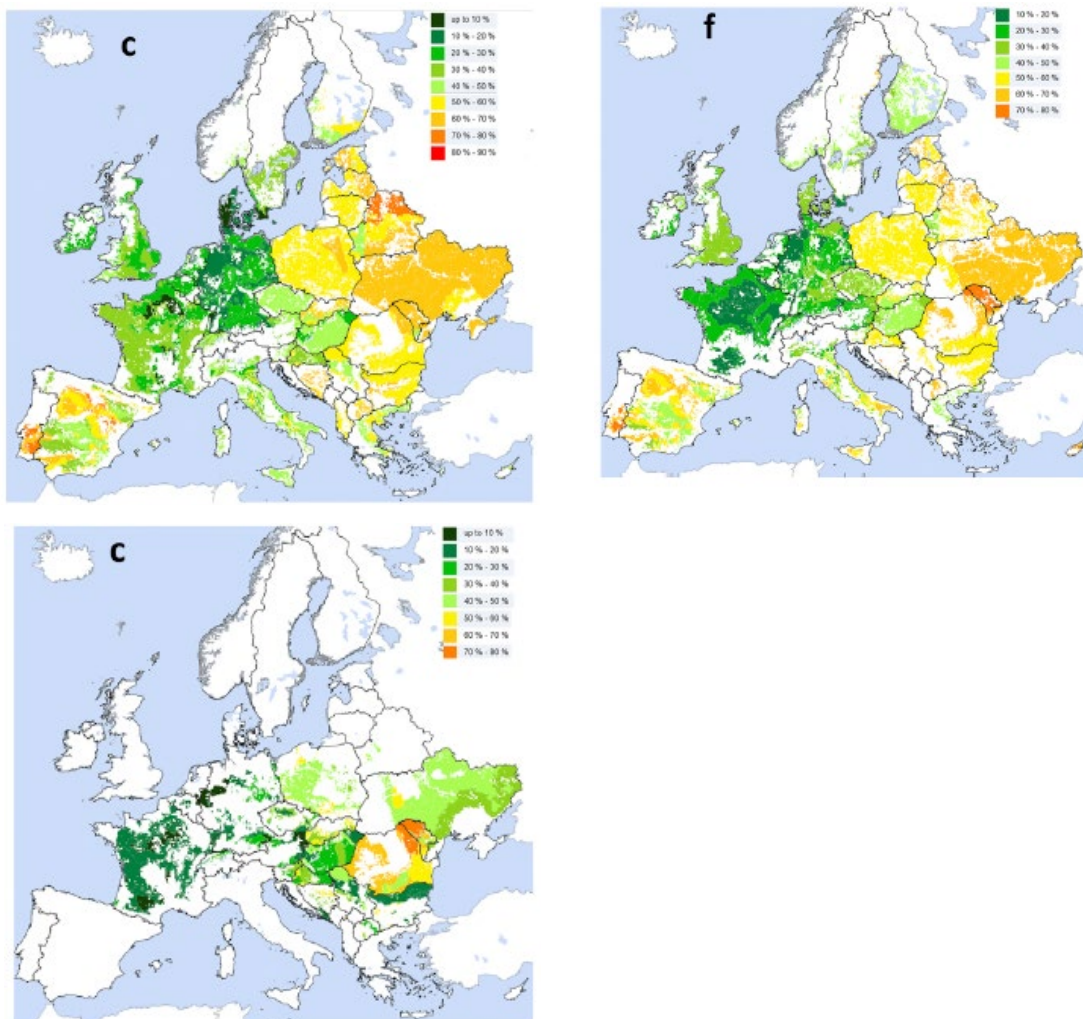 c
up to 10 %
10 % - 20 %
20 % - 30 %
30 % - 40 %
40 % - 50 %
50 % - 60 %
60 % - 70 %
70 % - 80 %
80 % - 90 %
f
10 % - 20 %
20 % - 30 %
30 % - 40 %
40 % - 50 %
50 % - 60 %
60 % - 70 %
70 % - 80 %
c
up to 10 %
10 % - 20 %
20 % - 30 %
30 % - 40 %
40 % - 50 %
50 % - 60 %
60 % - 70 %
70 % - 80 %